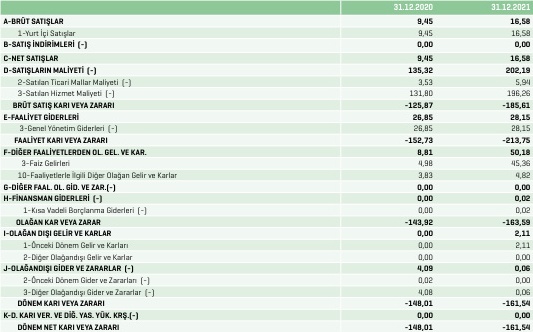 31.12.2020 31.12.2021
A-BRÜT SATIŞLAR 9,45 16,58
1-Yurt İçi Satışlar 9,45 16,58
B-SATIŞ İNDİRİMLERİ (-) 0,00 0,00
C-NET SATIŞLAR 9,45 16,58
D-SATIŞLARIN MALİYETİ (-) 135,32 202,19
2-Satılan Ticari Mallar Maliyeti (-) 3,53 5,94
3-Satılan Hizmet Maliyeti (-) 131,80 196,26
BRÜT SATIŞ KARI VEYA ZARARI -125,87 -185,61
E-FAALİYET GİDERLERİ 26,85 28,15
3-Genel Yönetim Giderleri (-) 26,85 28,15
FAALİYET KARI VEYA ZARARI -152,73 -213,75
F-DİĞER FAALİYETLERDEN OL. GEL. VE KAR. 8,81 50,18
3-Faiz Gelirleri 4,98 45,36
10-Faaliyetlerle İlgili Diğer Olağan Gelir ve Karlar 3,83 4,82
G-DİĞER FAAL. OL. GİD. VE ZAR.(-) 0,00 0,00
H-FİNANSMAN GİDERLERİ (-) 0,00 0,02
1-Kısa Vadeli Borçlanma Giderleri (-) 0,00 0,02
OLAĞAN KAR VEYA ZARAR -143,92 -163,59
I-OLAĞAN DIŞI GELİR VE KARLAR 0,00 2,11
1-Önceki Dönem Gelir ve Karları 0,00 2,11
2-Diğer Olağandışı Gelir ve Karlar 0,00 0,00
J-OLAĞANDIŞI GİDER VE ZARARLAR (-) 4,09 0,06
2-Önceki Dönem Gider ve Zararları (-) 0,02 0,00
3-Diğer Olağandışı Gider ve Zararlar (-) 4,08 0,06
DÖNEM KARI VEYA ZARARI -148,01 -161,54
K-D. KARI VER. VE DİĞ. YAS. YÜK. KRŞ.(-) 0,00 0,00
DÖNEM NET KARI VEYA ZARARI -148,01 -161,54